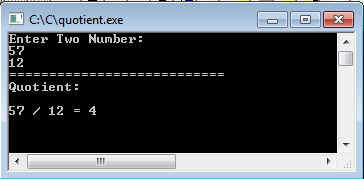 C:\C\quotient.exe
Enter Two Number:
57
12
===========================
Quotient:
57 / 12 = 4